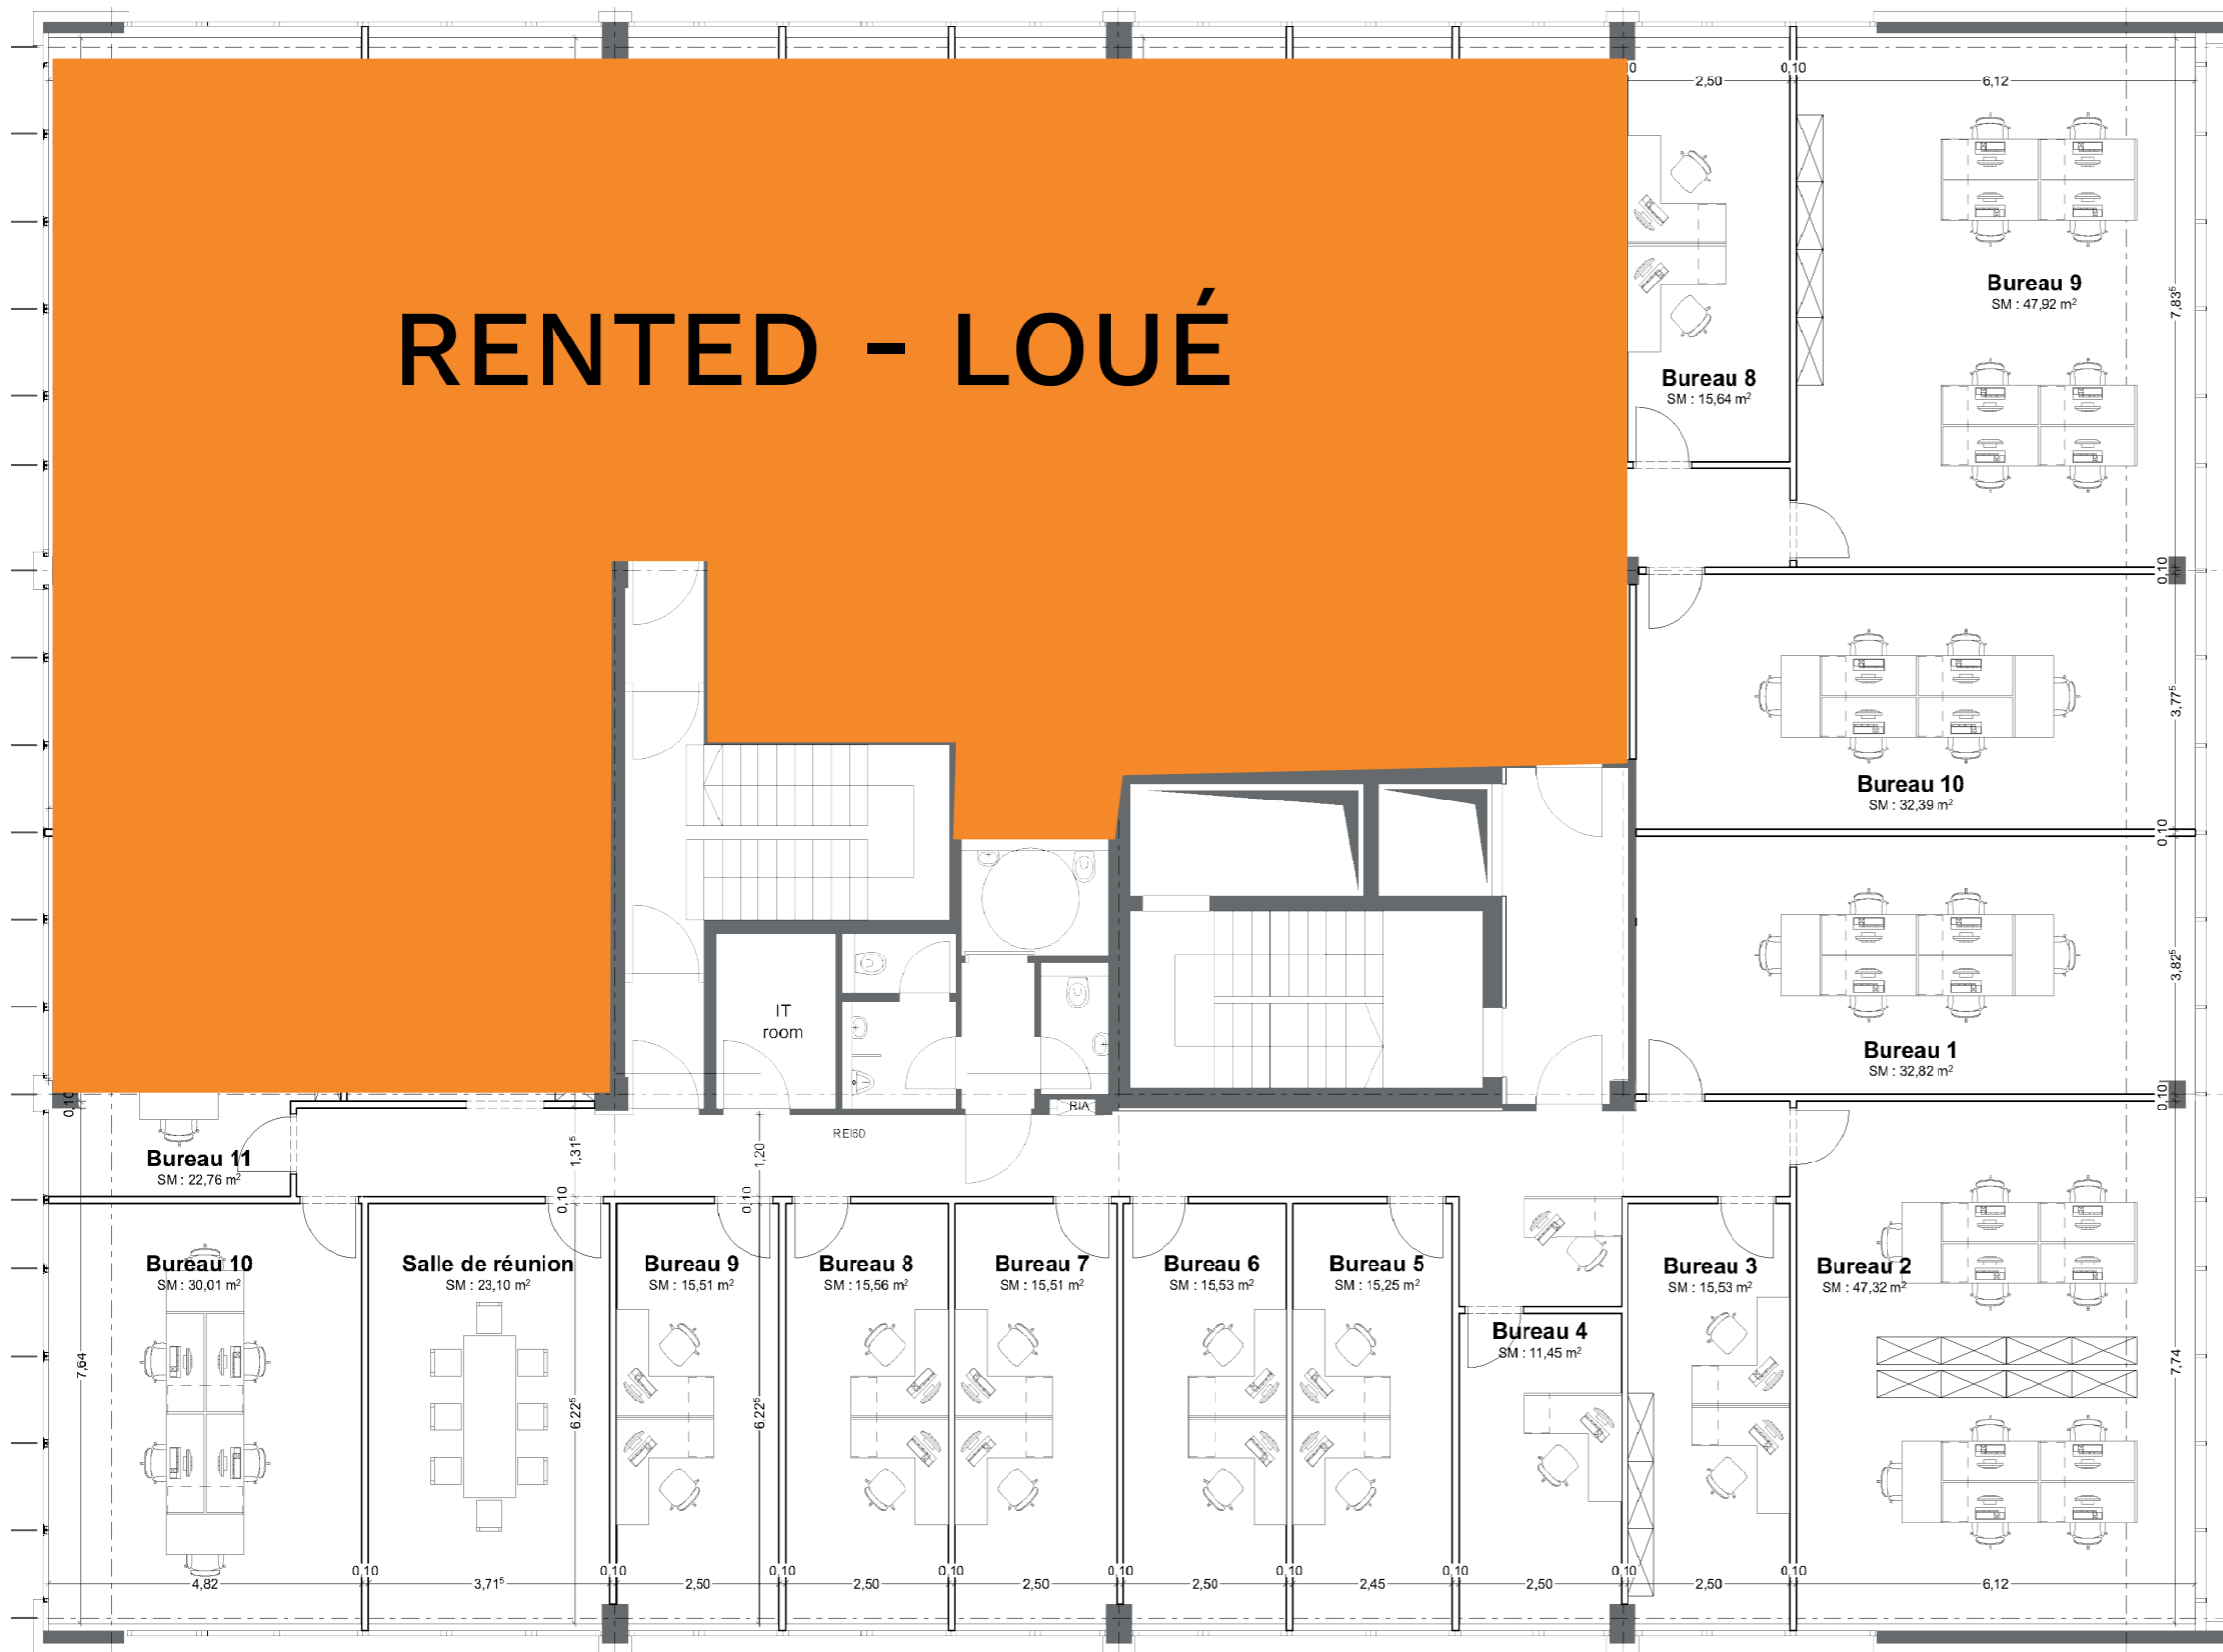 0,10
2,50
6,12
RENTED - LOUÉ
Bureau 9
SM : 47,92 m²
7,83⁵
Bureau 8
SM : 15,64 m²
0,10
3,77⁵
Bureau 10
SM : 32,39 m²
0,10
3,82⁵
IT
room
Bureau 1
SM : 32,82 m²
0,10
0,10
RIA
REI60
1,31⁵
1,20
Bureau 11
SM : 22,76 m²
0,10
0,10
Bureau 10
SM : 30,01 m²
Salle de réunion
SM : 23,10 m²
Bureau 9
SM : 15,51 m²
Bureau 8
SM : 15,56 m²
Bureau 7
SM : 15,51 m²
Bureau 6
SM : 15,53 m²
Bureau 5
SM : 15,25 m²
Bureau 3
SM : 15,53 m²
Bureau 2
SM : 47,32 m²
Bureau 4
SM : 11,45 m²
7,64
6,22⁵
6,22⁵
7,74
0,10
0,10
0,10
0,10
0,10
0,10
0,10
0,10
0,10
4,82
3,71⁵
2,50
2,50
2,50
2,50
2,45
2,50
2,50
6,12